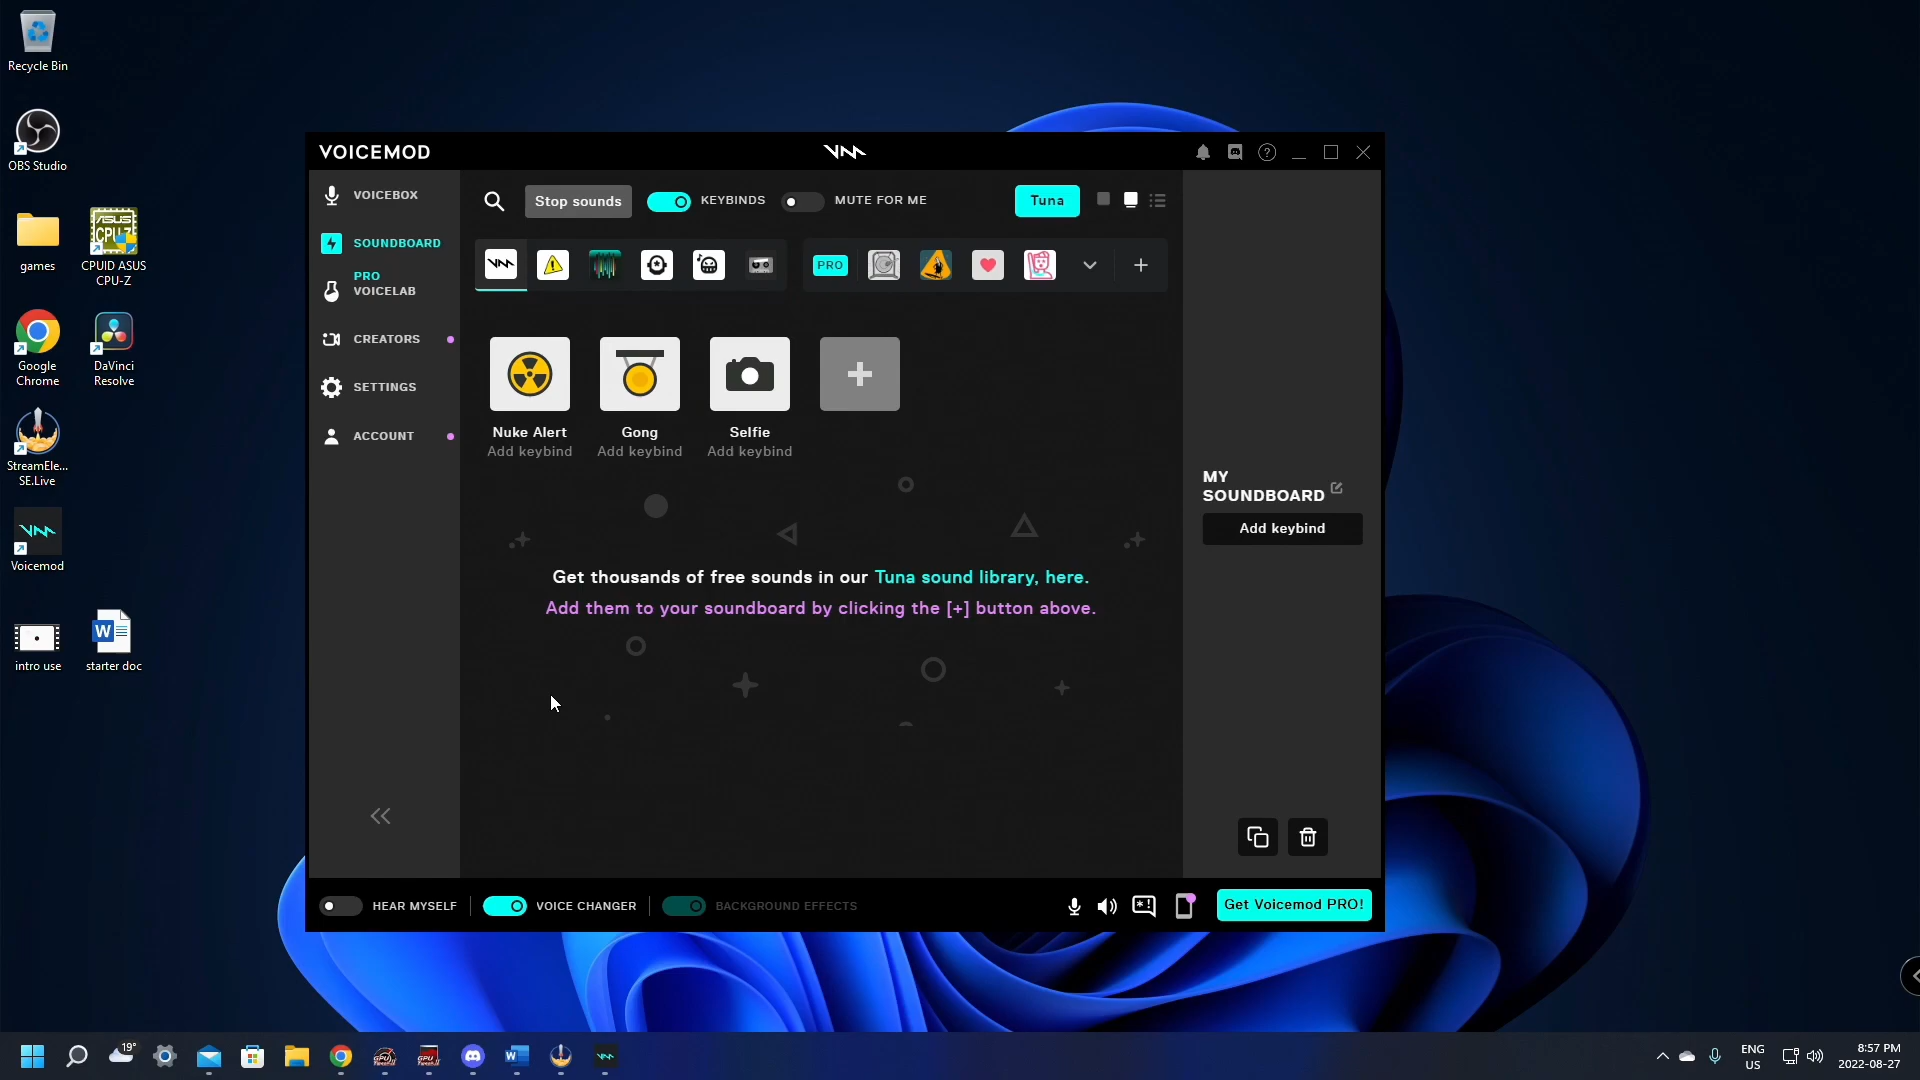 Recycle Bin
OBS Studio
games
CPUID ASUS
CPU-Z
Google
Chrome
DaVinci
Resolve
StreamEle...
SE.Live
Voicemod
intro use
starter doc
VOICEMOD
VOICEBOX
SOUNDBOARD
PRO
VOICELAB
CREATORS
SETTINGS
ACCOUNT
Stop sounds
KEYBINDS
MUTE FOR ME
Tuna
PRO
Nuke Alert
Add keybind
Gong
Add keybind
Selfie
Add keybind
Get thousands of free sounds in our Tuna sound library, here.
Add them to your soundboard by clicking the [+] button above.
MY
SOUNDBOARD
Add keybind
HEAR MYSELF
VOICE CHANGER
BACKGROUND EFFECTS
Get Voicemod PRO!
19°
ENG
US
8:57 PM
2022-08-27